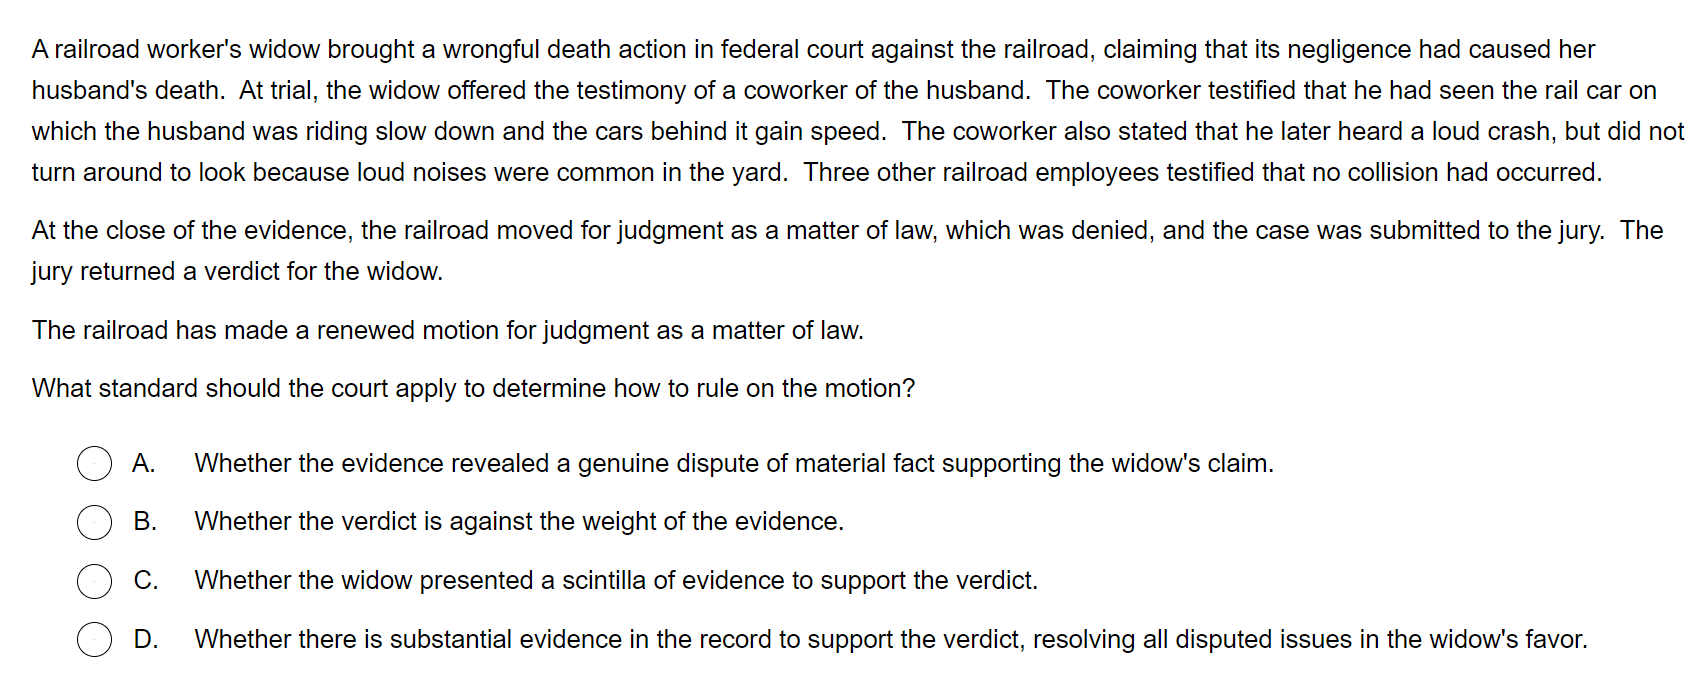 A railroad worker's widow brought a wrongful death action in federal court against the railroad, claiming that its negligence had caused her
husband's death.  At trial, the widow offered the testimony of a coworker of the husband.  The coworker testified that he had seen the rail car on
which the husband was riding slow down and the cars behind it gain speed.  The coworker also stated that he later heard a loud crash, but did not
turn around to look because loud noises were common in the yard.  Three other railroad employees testified that no collision had occurred.
At the close of the evidence, the railroad moved for judgment as a matter of law, which was denied, and the case was submitted to the jury.  The
jury returned a verdict for the widow.
The railroad has made a renewed motion for judgment as a matter of law.
What standard should the court apply to determine how to rule on the motion?
A. Whether the evidence revealed a genuine dispute of material fact supporting the widow's claim.
B. Whether the verdict is against the weight of the evidence.
C. Whether the widow presented a scintilla of evidence to support the verdict.
D. Whether there is substantial evidence in the record to support the verdict, resolving all disputed issues in the widow's favor.